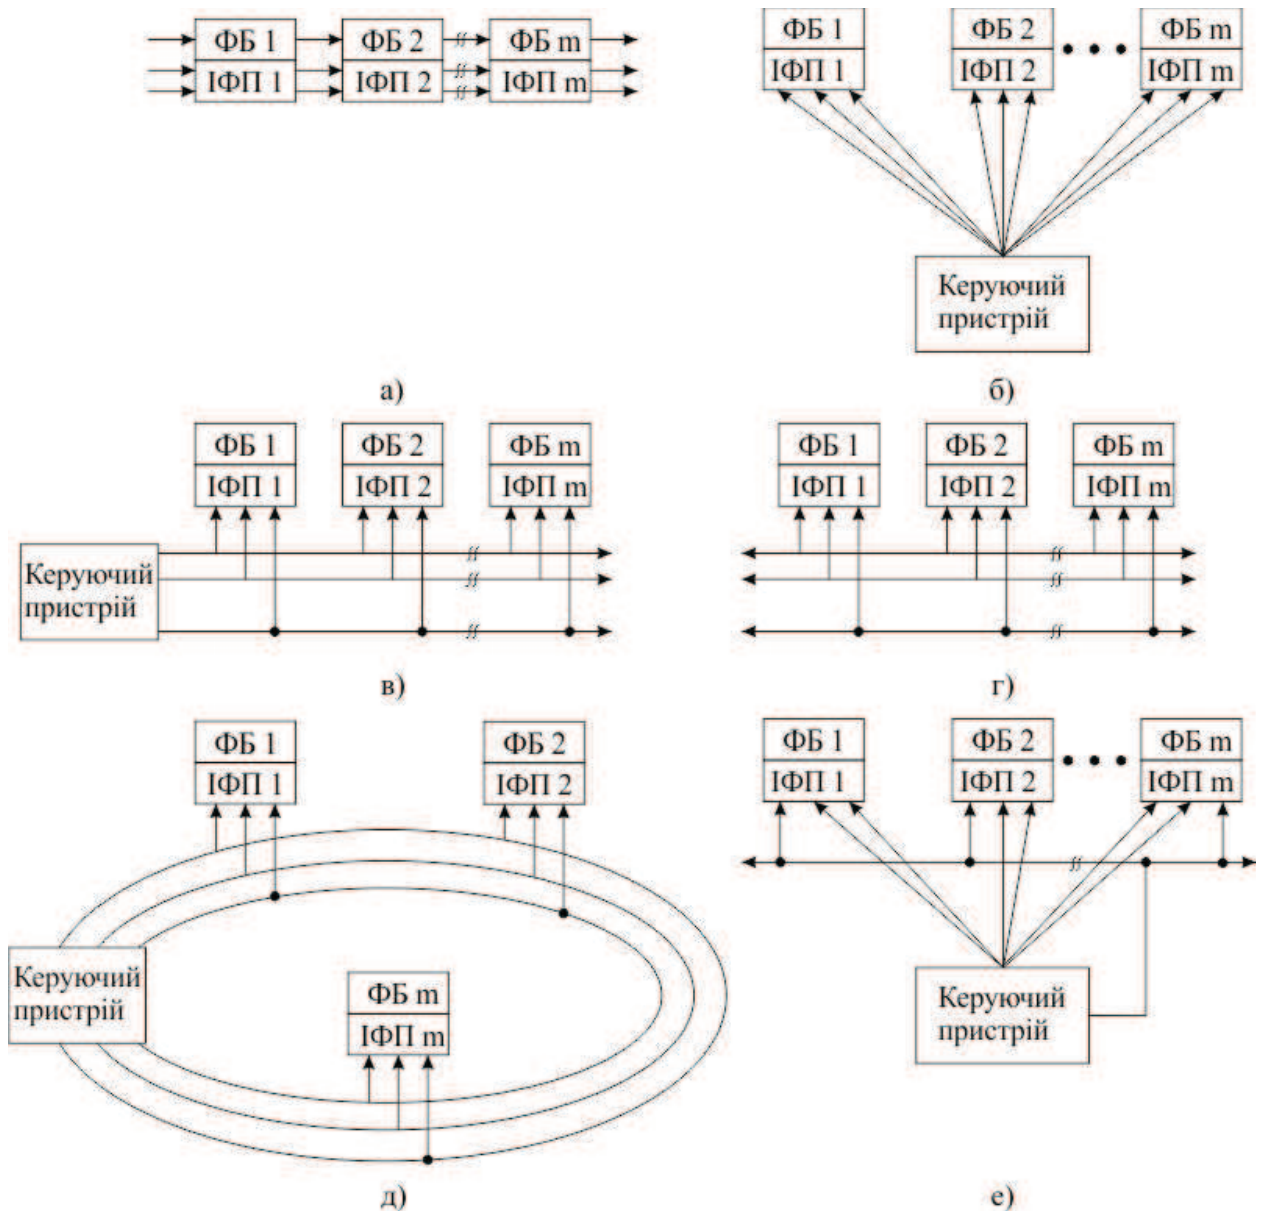 ФБ 1
ФБ 2
ФБ m
ІФП 1
ІФП 2
ІФП m
а)
ФБ 1
ФБ 2
ФБ m
ІФП 1
ІФП 2
ІФП m
Керуючий
пристрій
б)
ФБ 1
ФБ 2
ФБ m
ІФП 1
ІФП 2
ІФП m
Керуючий
пристрій
в)
ФБ 1
ФБ 2
ФБ m
ІФП 1
ІФП 2
ІФП m
г)
ФБ 1
ФБ 2
ІФП 1
ІФП 2
Керуючий
пристрій
ФБ m
ІФП m
д)
ФБ 1
ФБ 2
ФБ m
ІФП 1
ІФП 2
ІФП m
Керуючий
пристрій
е)